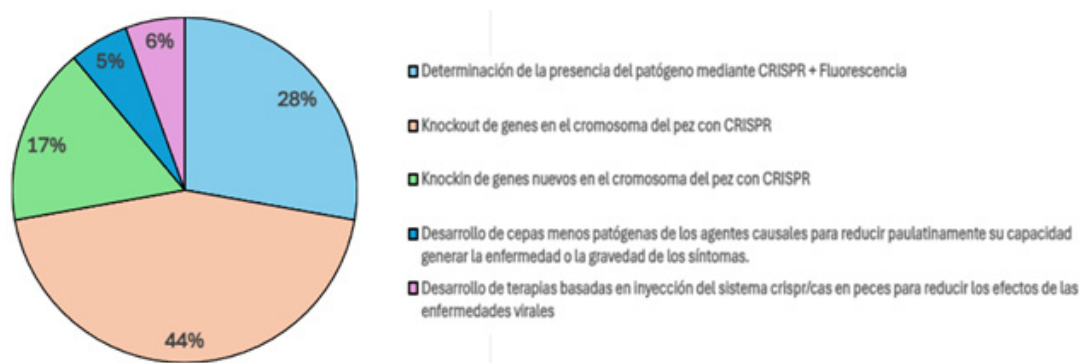 6%
5%
28%
17%
44%
Determinación de la presencia del patógeno mediante CRISPR + Fluorescencia
Knockout de genes en el cromosoma del pez con CRISPR
Knockin de genes nuevos en el cromosoma del pez con CRISPR
Desarrollo de cepas menos patógenas de los agentes causales para reducir paulatinamente su capacidad
generar la enfermedad o la gravedad de los síntomas.
Desarrollo de terapias basadas en inyección del sistema crispr/cas en peces para reducir los efectos de las
enfermedades virales